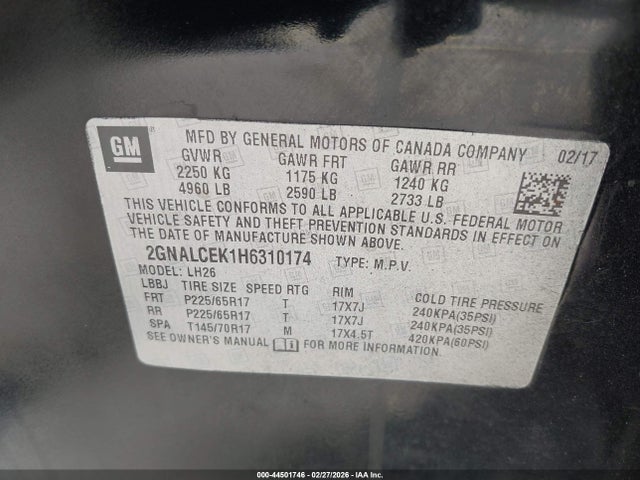 GM
MFD BY GENERAL MOTORS OF CANADA COMPANY 02/17
GVWR GAWR FRT GAWR RR
2250 KG 1175 KG 1240 KG
4960 LB 2590 LB 2733 LB
THIS VEHICLE CONFORMS TO ALL APPLICABLE U.S. FEDERAL MOTOR
VEHICLE SAFETY AND THEFT PREVENTION STANDARDS IN EFFECT ON
THE DATE OF MANUFACTURE SHOWN ABOVE.
2GNALCEK1H6310174 TYPE: M.P.V.
MODEL: LH26
LBBJ TIRE SIZE SPEED RTG RIM COLD TIRE PRESSURE
FRT P225/65R17 T 17X7J 240KPA(35PSI)
RR P225/65R17 T 17X7J 240KPA(35PSI)
SPA T145/70R17 M 17X4.5T 420KPA(60PSI)
SEE OWNER'S MANUAL FOR MORE INFORMATION.
000-44501746 - 02/27/2026 - IAA Inc.